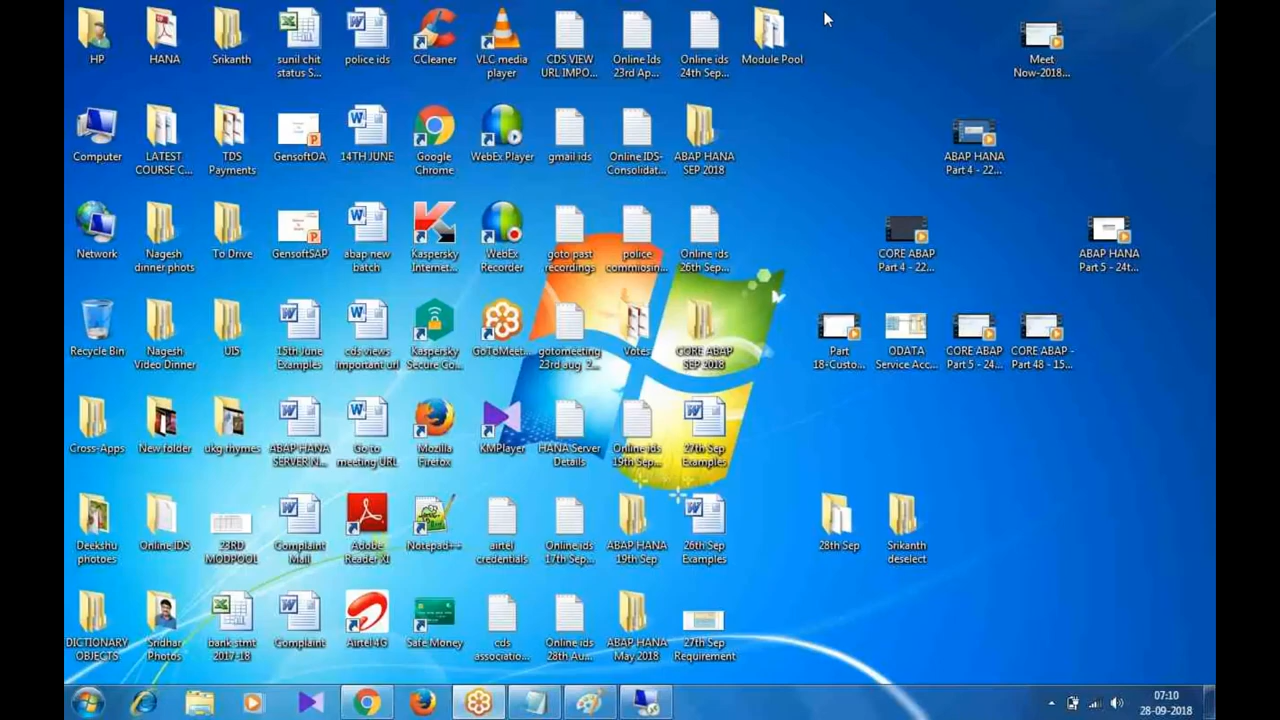 HP
HANA
Srikanth
sunil chit
status S...
police ids
CCleaner
VLC media
player
CDS VIEW
URL IMPO...
Online Ids
23rd Ap...
Online ids
24th Sep...
Module Pool
Meet
Now-2018...
Computer
LATEST
COURSE C...
TDS
Payments
GensoftOA
14TH JUNE
Google
Chrome
WebEx Player
gmail ids
Online IDS-
Consolidat...
ABAP HANA
SEP 2018
ABAP HANA
Part 4 - 22...
Network
Nagesh
dinner phots
To Drive
GensoftSAP
abap new
batch
Kaspersky
Internet...
WebEx
Recorder
goto past
recordings
police
commiosin...
Online ids
26th Sep...
CORE ABAP
Part 4 - 22...
ABAP HANA
Part 5 - 24t...
Recycle Bin
Nagesh
Video Dinner
UIS
15th June
Examples
cds views
important url
Kaspersky
Secure Co...
GoToMeet...
gotomeeting
23rd aug 2...
Votes
CORE ABAP
SEP 2018
Part
18-Custo...
ODATA
Service Acc...
CORE ABAP
Part 5 - 24...
CORE ABAP -
Part 48 - 15...
Cross-Apps
New folder
ukg rhymes
ABAP HANA
SERVER N...
Go to
meeting URL
Mozilla
Firefox
KMPlayer
HANA Server
Details
Online ids
19th Sep...
27th Sep
Examples
Deekshu
photoes
Online IDS
23RD
MODPOOL
Complaint
Mail
Adobe
Reader XI
Notepad++
airtel
credentials
Online ids
17th Sep...
ABAP HANA
19th Sep
26th Sep
Examples
28th Sep
Srikanth
deselect
DICTIONARY
OBJECTS
Sridhar
Photos
bank stmt
2017-18
Complaint
Airtel 4G
Safe Money
cds
associatio...
Online ids
28th Au...
ABAP HANA
May 2018
27th Sep
Requirement
07:10
28-09-2018